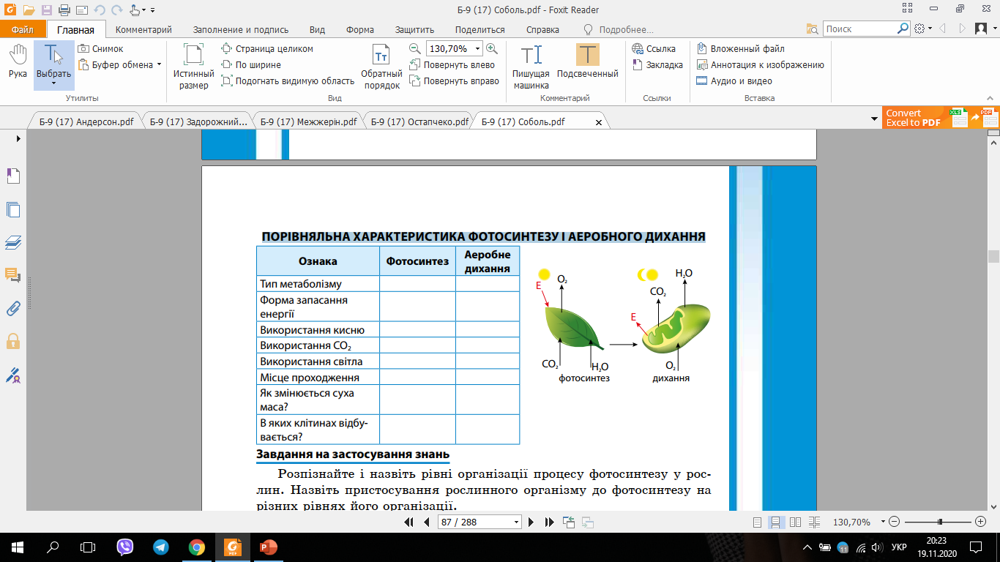 Б-9 (17) Соболь.pdf - Foxit Reader
Файл Главная Комментарий Заполнение и подпись Вид Форма Защитить Поделиться Справка Подробнее... Поиск
Рука
Выбрать
Снимок
Буфер обмена
Утилиты
Истинный размер
Страница целиком
По ширине
Подогнать видимую область
Обратный порядок
130,70%
Повернуть влево
Повернуть вправо
Вид
Пишущая машинка
Подсвеченный
Комментарий
Ссылка
Закладка
Ссылки
Вложенный файл
Аннотация к изображению
Аудио и видео
Вставка
Б-9 (17) Андерсон.pdf Б-9 (17) Задорожний... Б-9 (17) Межжерін.pdf Б-9 (17) Остапчеко.pdf Б-9 (17) Соболь.pdf
Convert
Excel to PDF
XLS PDF
ПОРІВНЯЛЬНА ХАРАКТЕРИСТИКА ФОТОСИНТЕЗУ І АЕРОБНОГО ДИХАННЯ
Ознака Фотосинтез Аеробне
дихання
Тип метаболізму
Форма запасання
енергії
Використання кисню
Використання CO₂
Використання світла
Місце проходження
Як змінюється суха
маса?
В яких клітинах відбу-
вається?
E O₂
CO₂ H₂O
фотосинтез
CO₂ H₂O
E
O₂
дихання
Завдання на застосування знань
Розпізнайте і назвіть рівні організації процесу фотосинтезу у рос-
лин. Назвіть пристосування рослинного організму до фотосинтезу на
різних рівнях його організації.
87 / 288
130,70%
11 УКР 20:23
19.11.2020